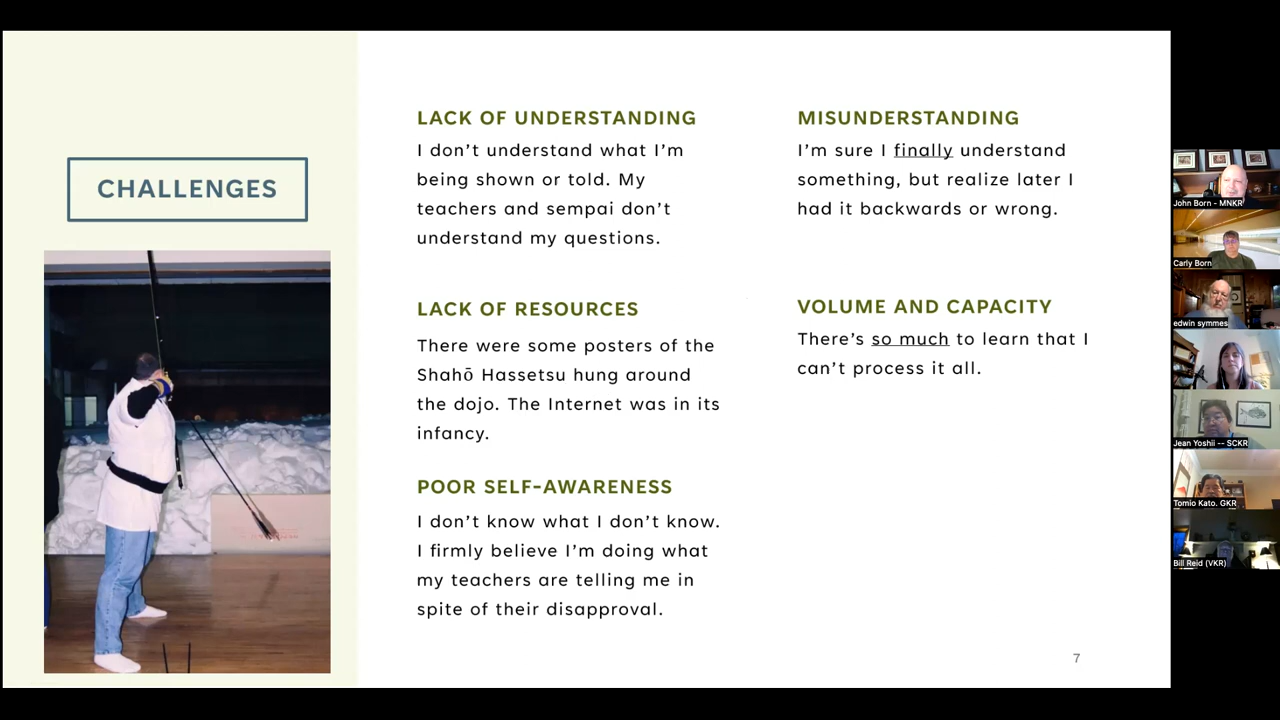 CHALLENGES
LACK OF UNDERSTANDING
I don't understand what I'm
being shown or told. My
teachers and sempai don't
understand my questions.
LACK OF RESOURCES
There were some posters of the
Shahō Hassetsu hung around
the dojo. The Internet was in its
infancy.
POOR SELF-AWARENESS
I don't know what I don't know.
I firmly believe I'm doing what
my teachers are telling me in
spite of their disapproval.
MISUNDERSTANDING
I'm sure I finally understand
something, but realize later I
had it backwards or wrong.
VOLUME AND CAPACITY
There's so much to learn that I
can't process it all.
7
John Born - MNKR
Carly Born
edwin symmes
Jean Yoshii -- SCKR
Tomio Kato. GKR
Bill Reid (VKR)